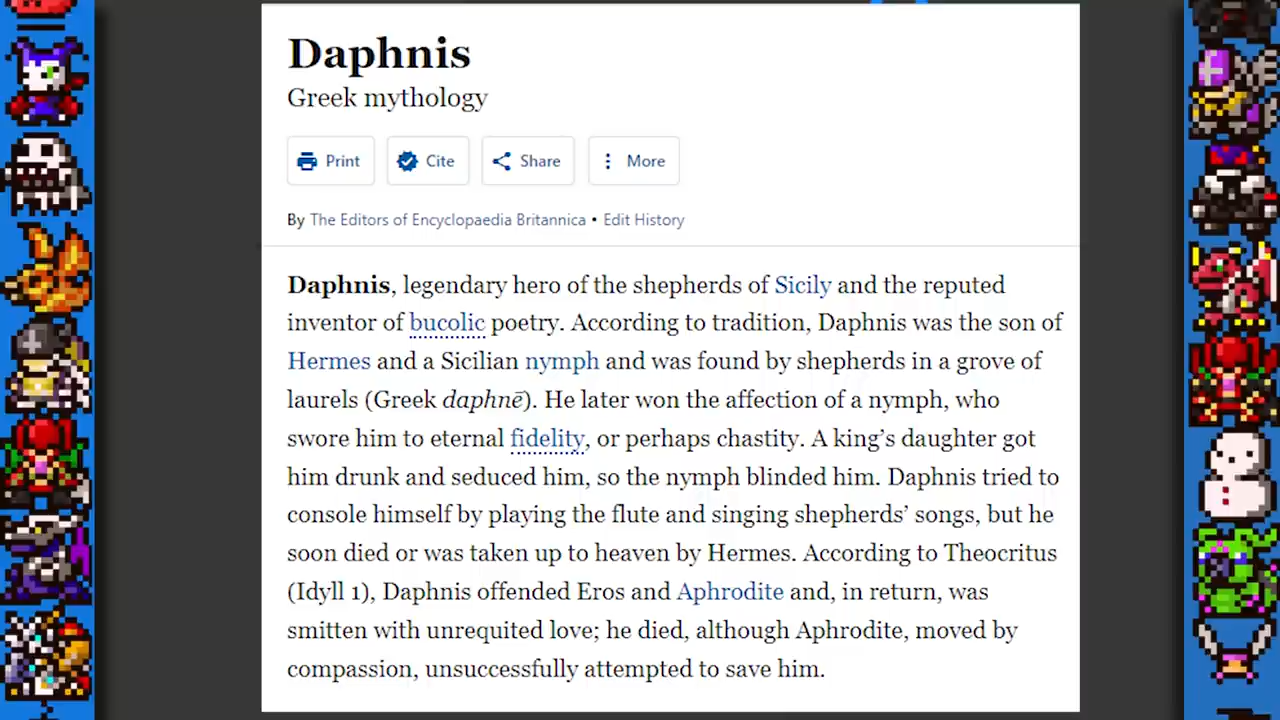 Daphnis
Greek mythology
Print Cite Share More
By The Editors of Encyclopaedia Britannica • Edit History
Daphnis, legendary hero of the shepherds of Sicily and the reputed
inventor of bucolic poetry. According to tradition, Daphnis was the son of
Hermes and a Sicilian nymph and was found by shepherds in a grove of
laurels (Greek daphnē). He later won the affection of a nymph, who
swore him to eternal fidelity, or perhaps chastity. A king’s daughter got
him drunk and seduced him, so the nymph blinded him. Daphnis tried to
console himself by playing the flute and singing shepherds’ songs, but he
soon died or was taken up to heaven by Hermes. According to Theocritus
(Idyll 1), Daphnis offended Eros and Aphrodite and, in return, was
smitten with unrequited love; he died, although Aphrodite, moved by
compassion, unsuccessfully attempted to save him.